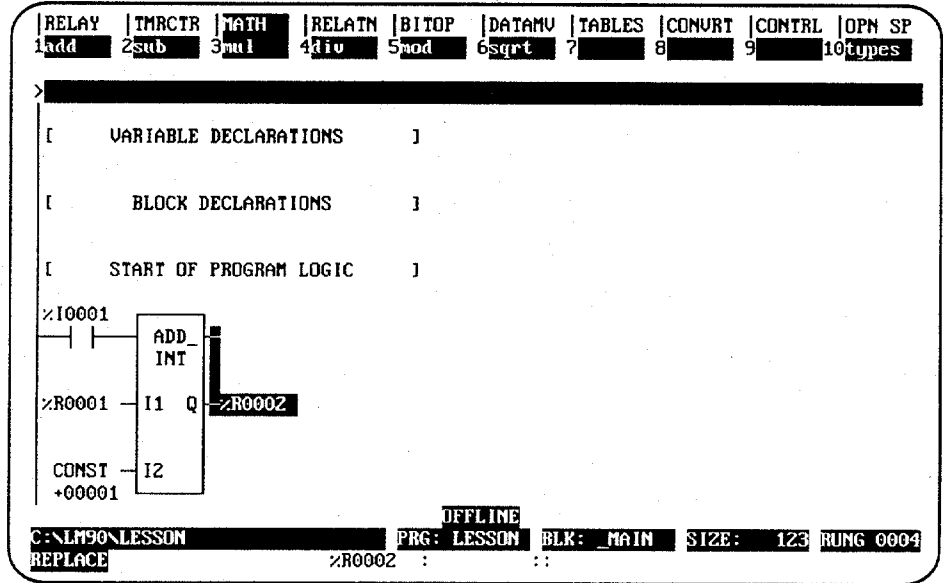 |RELAY |TMRCTR |MATH |RELATN |BITOP |DATAMV |TABLES |CONVRT |CONTRL |OPN SP
1add 2sub 3mul 4div 5mod 6sqrt 7 8 9 10types
>
[ VARIABLE DECLARATIONS ]
[ BLOCK DECLARATIONS ]
[ START OF PROGRAM LOGIC ]
%I0001
ADD_
INT
%R0001 I1 Q %R0002
CONST I2
+00001
OFFLINE
C:\LM90\LESSON PRG: LESSON BLK: _MAIN SIZE: 123 RUNG 0004
REPLACE %R0002 : ::